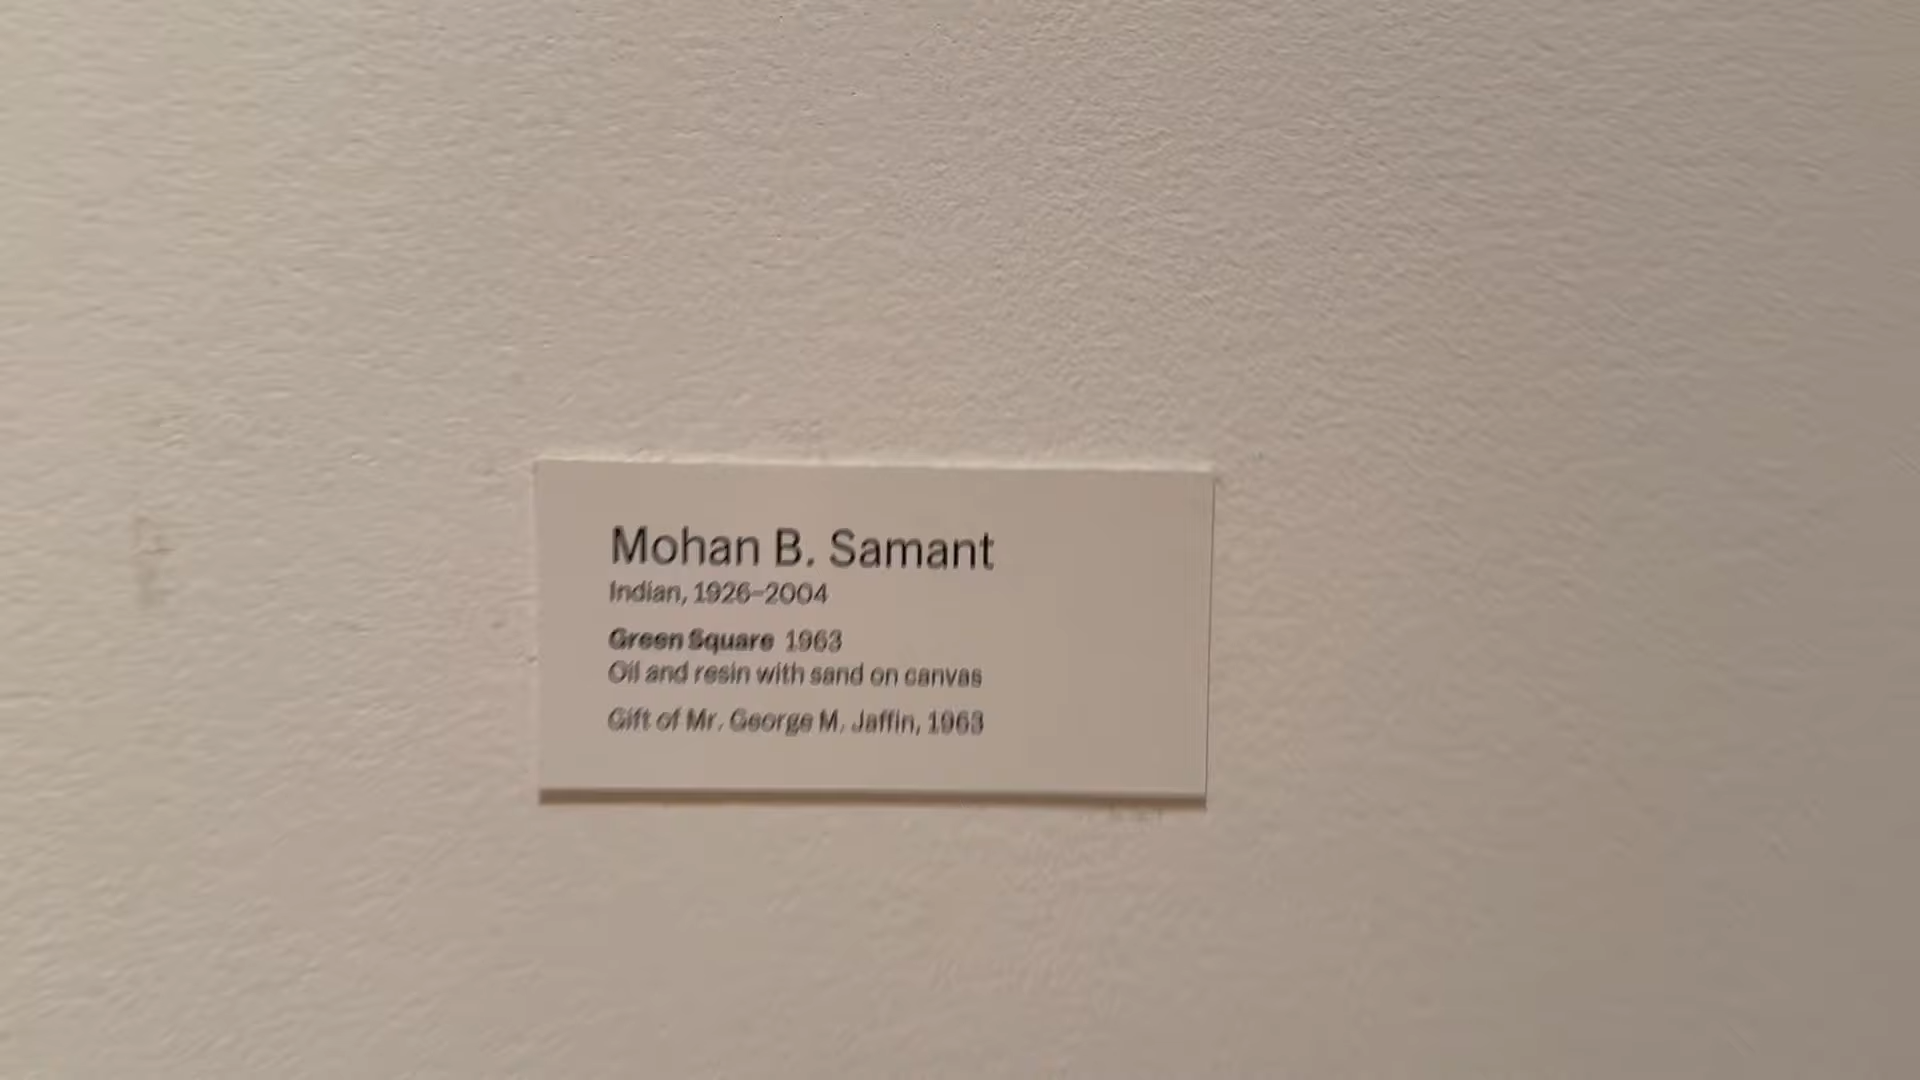 Mohan B. Samant
Indian, 1926–2004
Green Square 1963
Oil and resin with sand on canvas
Gift of Mr. George M. Jaffin, 1963